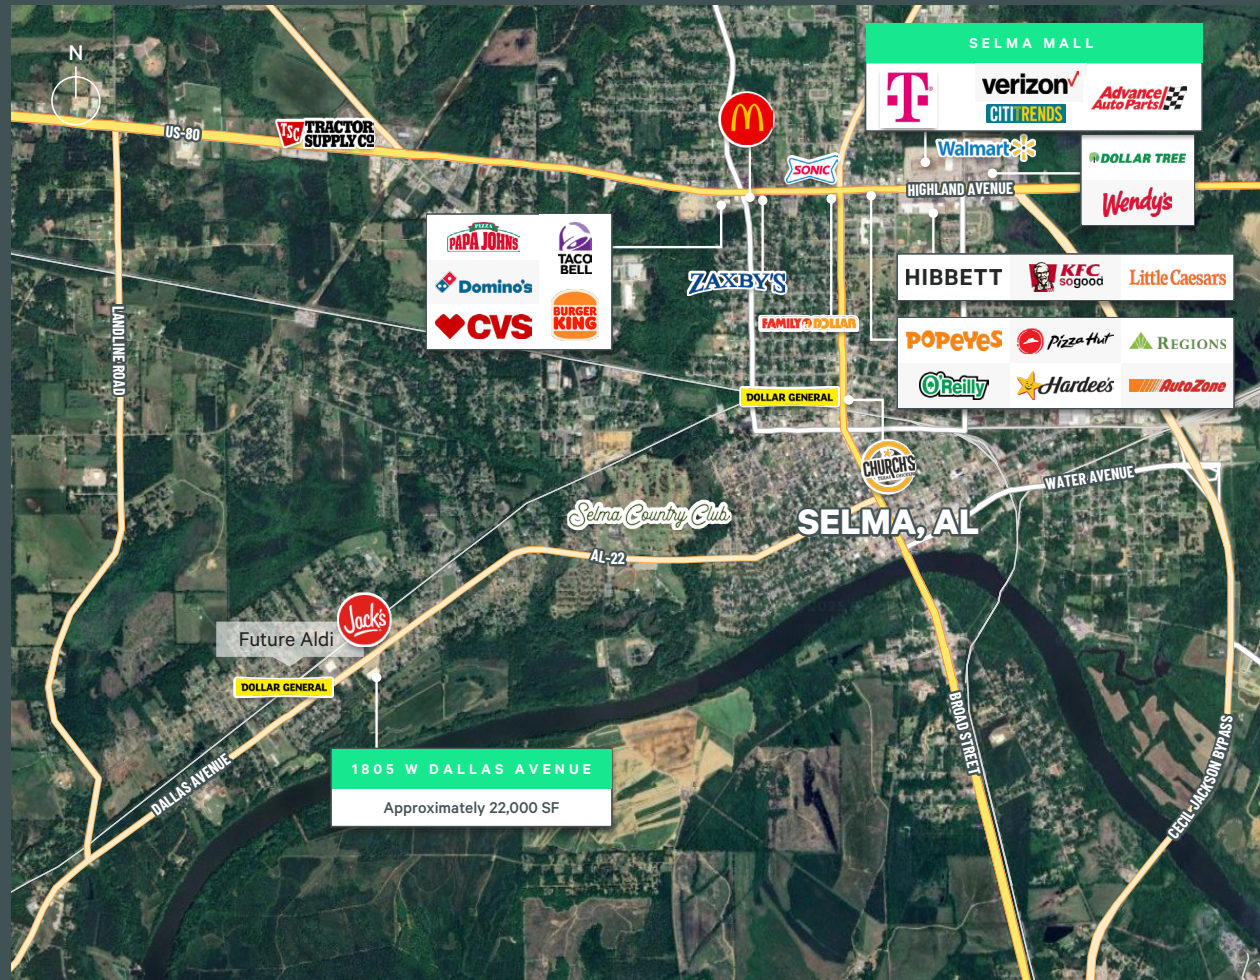 N
SELMA MALL
T
verizon
CITITRENDS
Advance
Auto Parts
US-80
TSC TRACTOR
SUPPLY CO
M
SONIC
Walmart
DOLLAR TREE
Wendy's
HIGHLAND AVENUE
PIZZA
PAPA JOHNS
TACO
BELL
Domino's
CVS
BURGER
KING
ZAXBY'S
FAMILY DOLLAR
HIBBETT
KFC
so good
Little Caesars
POPEYES
Pizza Hut
REGIONS
O'Reilly
Hardee's
AutoZone
LANDLINE ROAD
DOLLAR GENERAL
CHURCH'S
TEXAS CHICKEN
WATER AVENUE
Selma Country Club
SELMA, AL
AL-22
Jack's
Future Aldi
DOLLAR GENERAL
DALLAS AVENUE
1805 W DALLAS AVENUE
Approximately 22,000 SF
BROAD STREET
CECIL JACKSON BYPASS